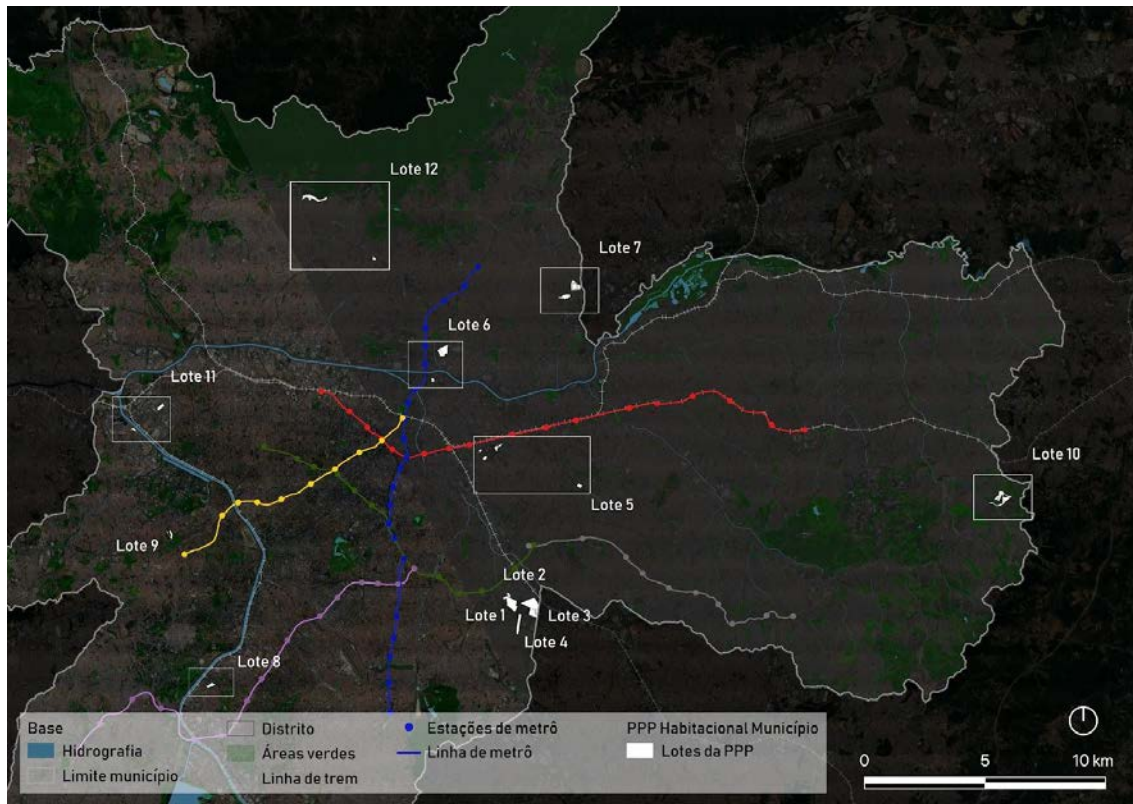 Lote 12
Lote 7
Lote 6
Lote 11
Lote 10
Lote 5
Lote 9
Lote 2
Lote 1
Lote 3
Lote 4
Lote 8
Base
Hidrografia
Limite município
Distrito
Áreas verdes
Linha de trem
Estações de metrô
Linha de metrô
PPP Habitacional Município
Lotes da PPP
0 5 10 km